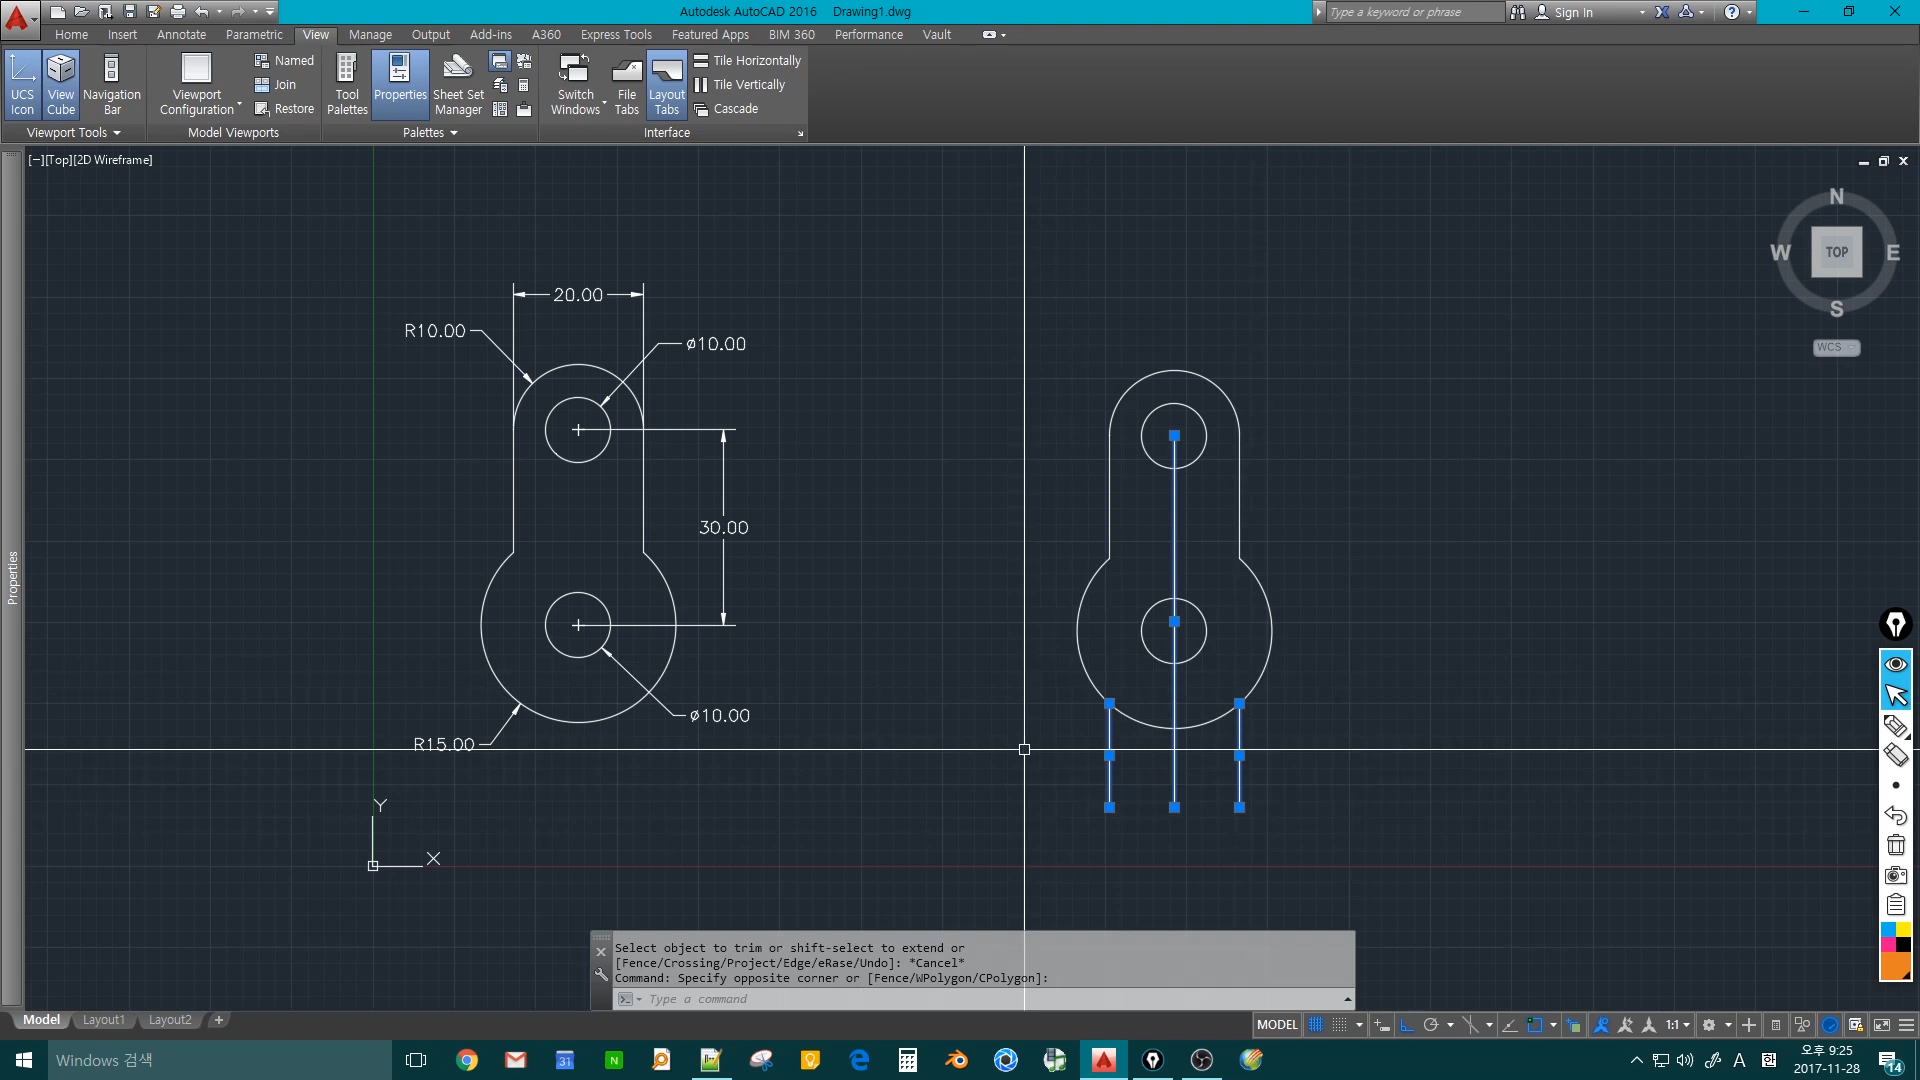 Autodesk AutoCAD 2016 Drawing1.dwg
Type a keyword or phrase
Sign In
Home Insert Annotate Parametric View Manage Output Add-ins A360 Express Tools Featured Apps BIM 360 Performance Vault
UCS Icon
View Cube
Navigation Bar
Viewport Configuration
Named
Join
Restore
Tool Palettes
Properties
Sheet Set Manager
Switch Windows
File Tabs
Layout Tabs
Tile Horizontally
Tile Vertically
Cascade
Viewport Tools
Model Viewports
Palettes
Interface
[−][Top][2D Wireframe]
N
W
TOP
E
S
WCS
20.00
R10.00
ø10.00
30.00
ø10.00
R15.00
Properties
Y
X
Select object to trim or shift-select to extend or
[Fence/Crossing/Project/Edge/eRase/Undo]: *Cancel*
Command: Specify opposite corner or [Fence/WPolygon/CPolygon]:
Type a command
Model Layout1 Layout2 +
MODEL
1:1
Windows 검색
31
N
A
오후 9:25
2017-11-28
14